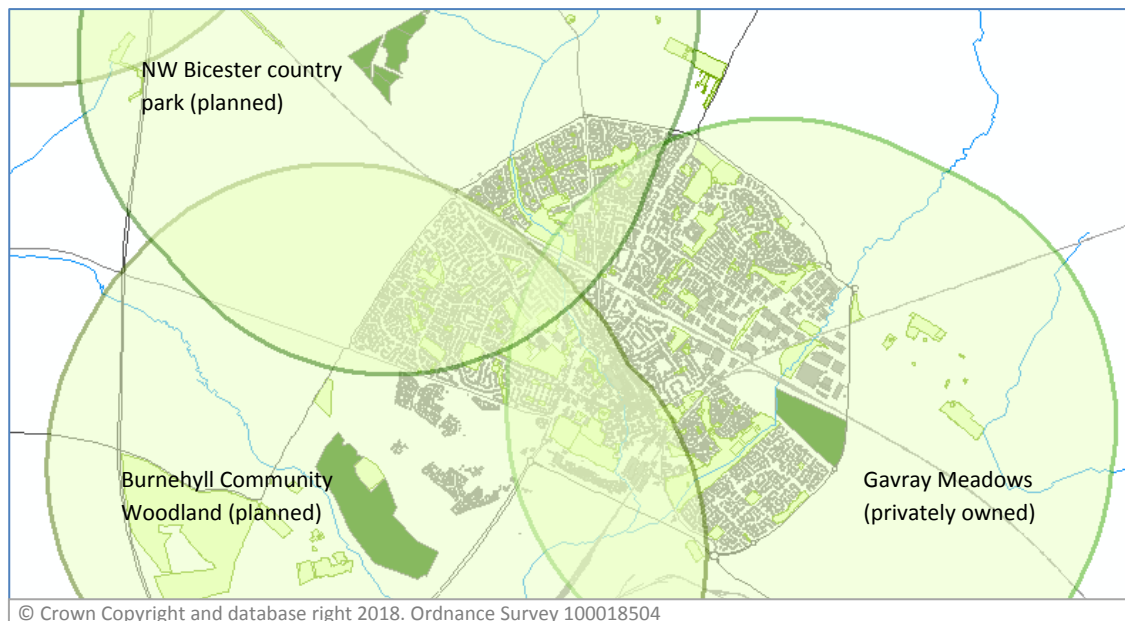 NW Bicester country
park (planned)
Burnehyll Community
Woodland (planned)
Gavray Meadows
(privately owned)
© Crown Copyright and database right 2018. Ordnance Survey 100018504